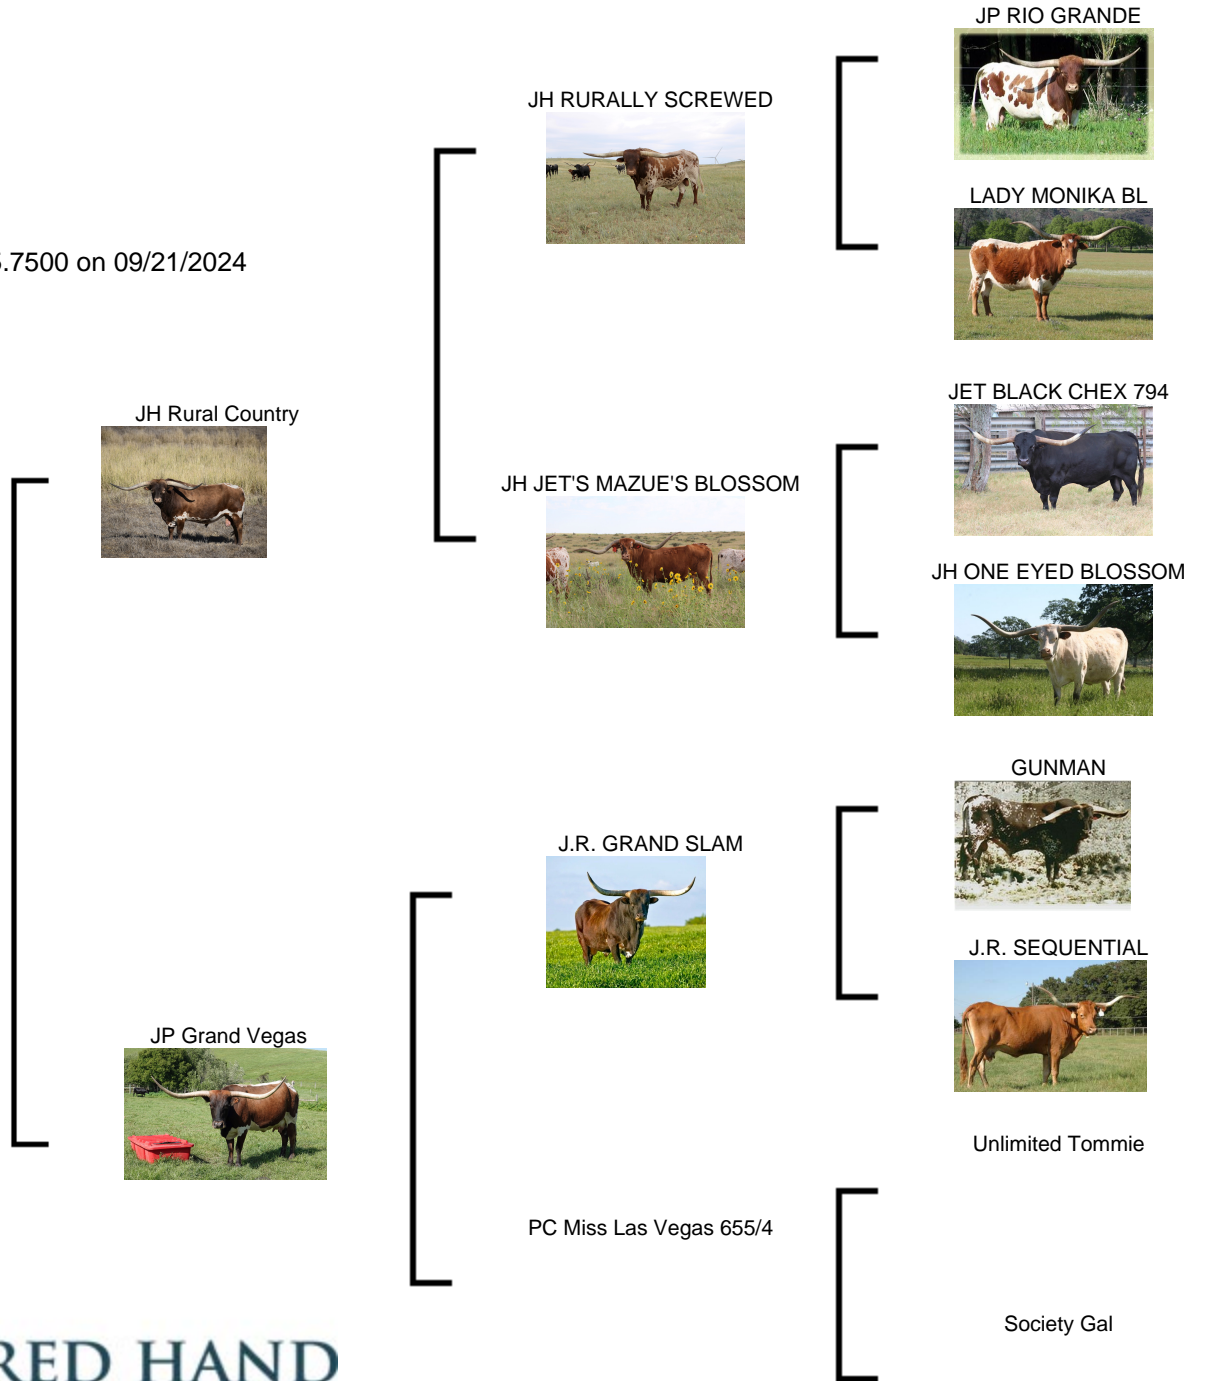 JP RIO GRANDE
JH RURALLY SCREWED
LADY MONIKA BL
.7500 on 09/21/2024
JET BLACK CHEX 794
JH Rural Country
JH JET'S MAZUE'S BLOSSOM
JH ONE EYED BLOSSOM
GUNMAN
J.R. GRAND SLAM
J.R. SEQUENTIAL
JP Grand Vegas
Unlimited Tommie
PC Miss Las Vegas 655/4
Society Gal
RED HAND